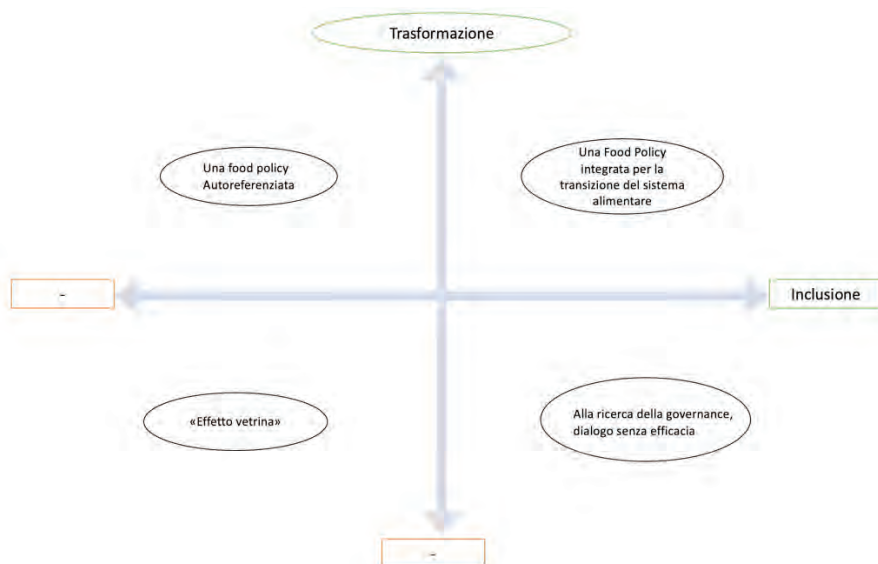 Trasformazione
Una food policy
Autoreferenziata
Una Food Policy
integrata per la
transizione del sistema
alimentare
-
Inclusione
«Effetto vetrina»
Alla ricerca della governance,
dialogo senza efficacia
-